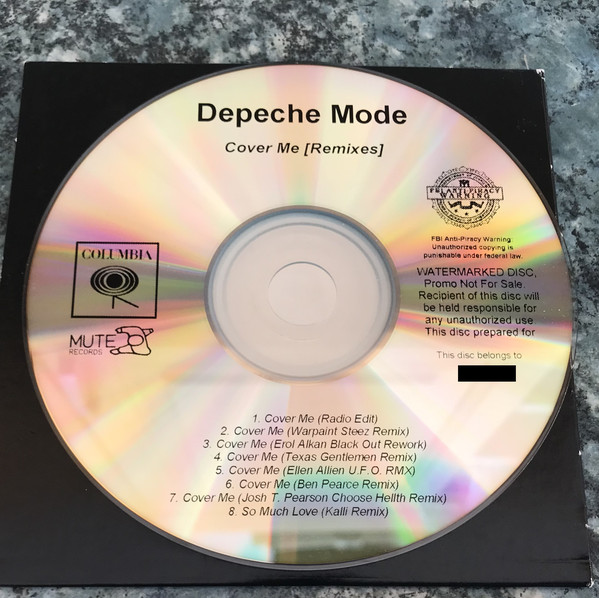 Depeche Mode
Cover Me [Remixes]
FBI ANTI-PIRACY
WARNING
FBI Anti-Piracy Warning:
Unauthorized copying is
punishable under federal law.
COLUMBIA
WATERMARKED DISC,
Promo Not For Sale.
Recipient of this disc will
be held responsible for
any unauthorized use
This disc prepared for
MUTE
RECORDS
This disc belongs to
1. Cover Me (Radio Edit)
2. Cover Me (Warpaint Steez Remix)
3. Cover Me (Erol Alkan Black Out Rework)
4. Cover Me (Texas Gentlemen Remix)
5. Cover Me (Ellen Allien U.F.O. RMX)
6. Cover Me (Ben Pearce Remix)
7. Cover Me (Josh T. Pearson Choose Hellth Remix)
8. So Much Love (Kalli Remix)